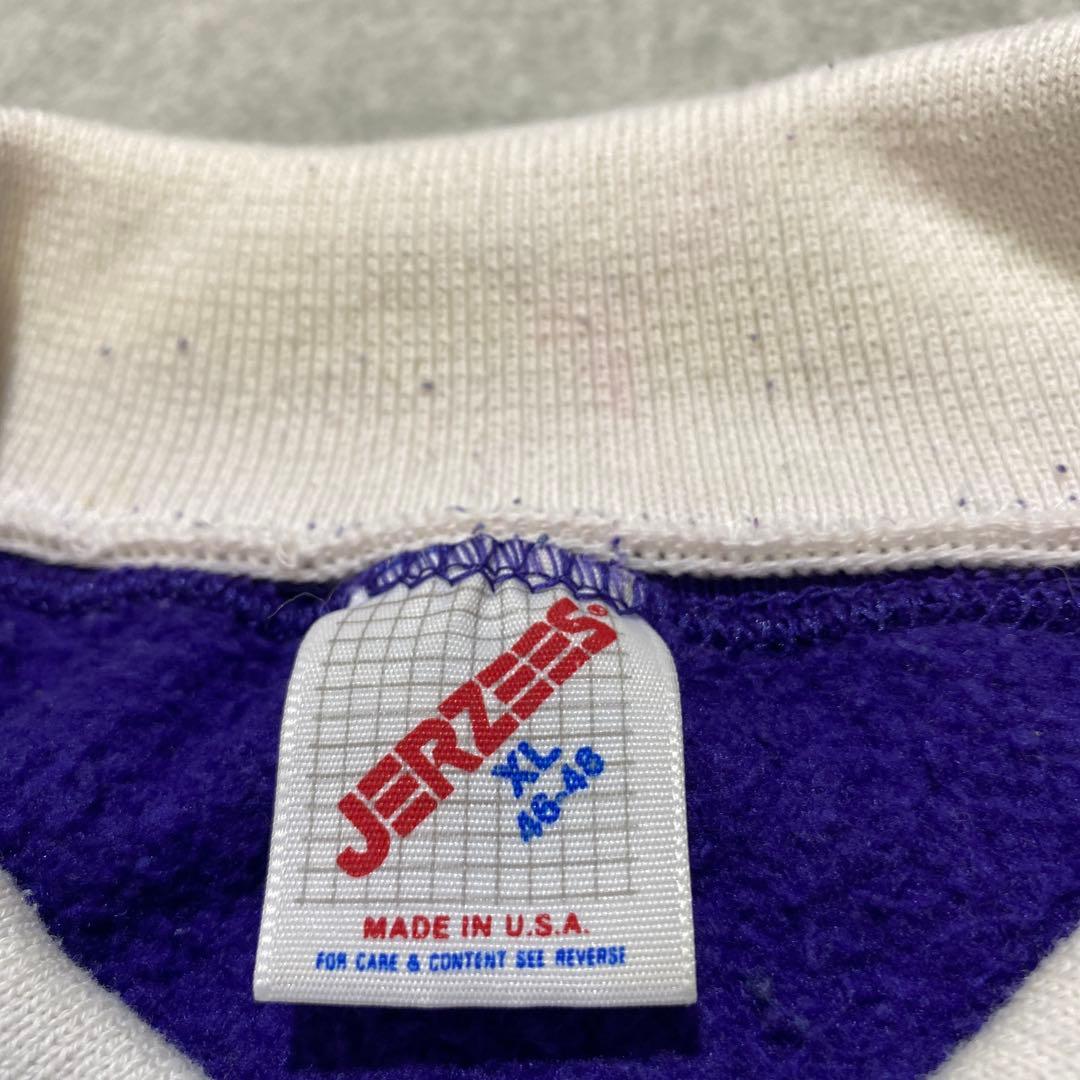 JERZEES®
XL
46-48
MADE IN U.S.A.
FOR CARE & CONTENT SEE REVERSE